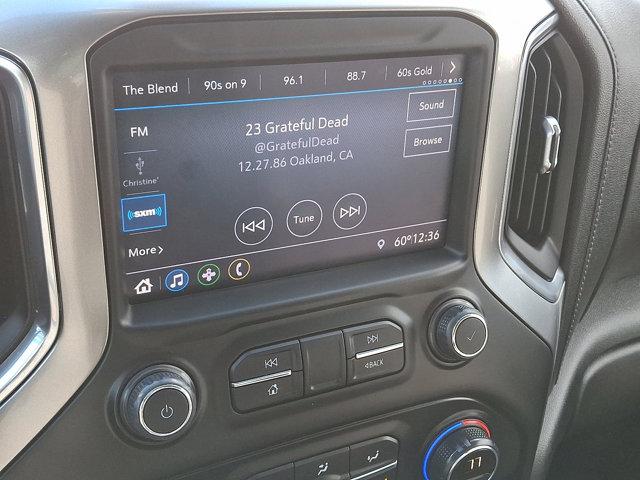 The Blend 90s on 9 96.1 88.7 60s Gold >
FM
23 Grateful Dead
@GratefulDead
12.27.86 Oakland, CA
Sound
Browse
Christine'
((sxm))
Tune
More >
60° 12:36
◁BACK
77